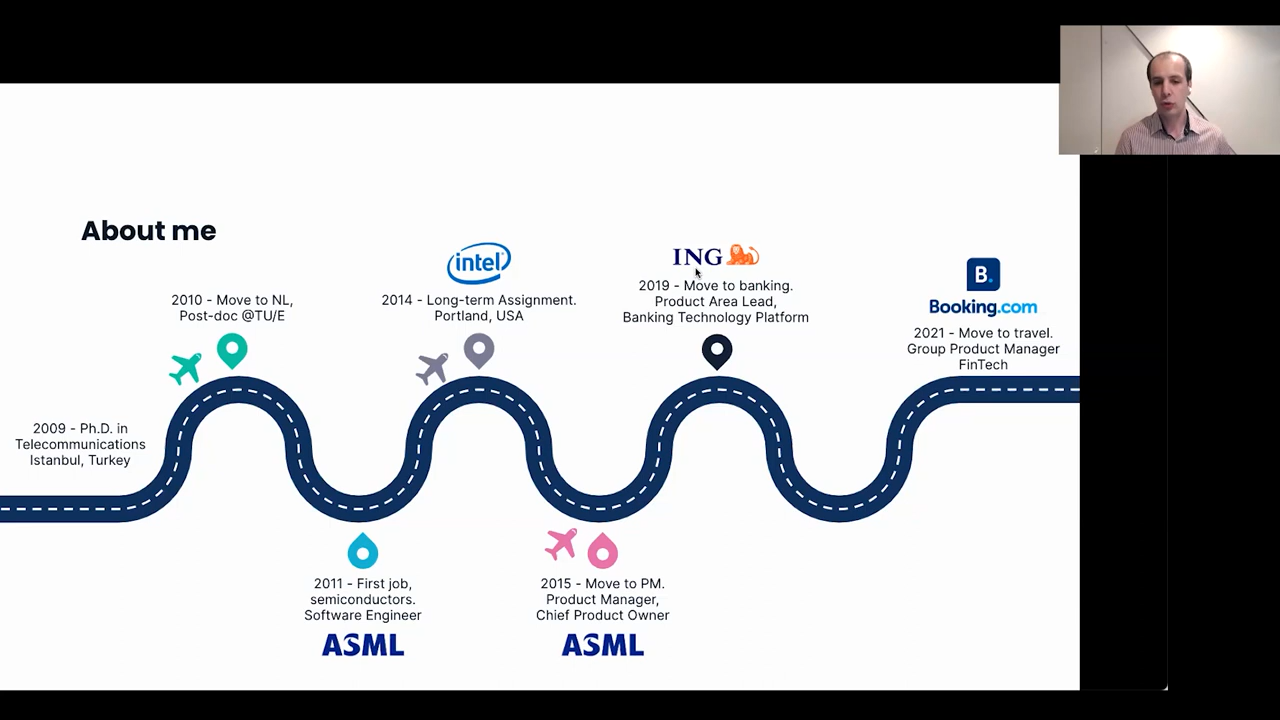 About me
2009 - Ph.D. in
Telecommunications
Istanbul, Turkey
2010 - Move to NL,
Post-doc @TU/E
2011 - First job,
semiconductors.
Software Engineer
ASML
intel
2014 - Long-term Assignment.
Portland, USA
2015 - Move to PM.
Product Manager,
Chief Product Owner
ASML
ING
2019 - Move to banking.
Product Area Lead,
Banking Technology Platform
B.
Booking.com
2021 - Move to travel.
Group Product Manager
FinTech